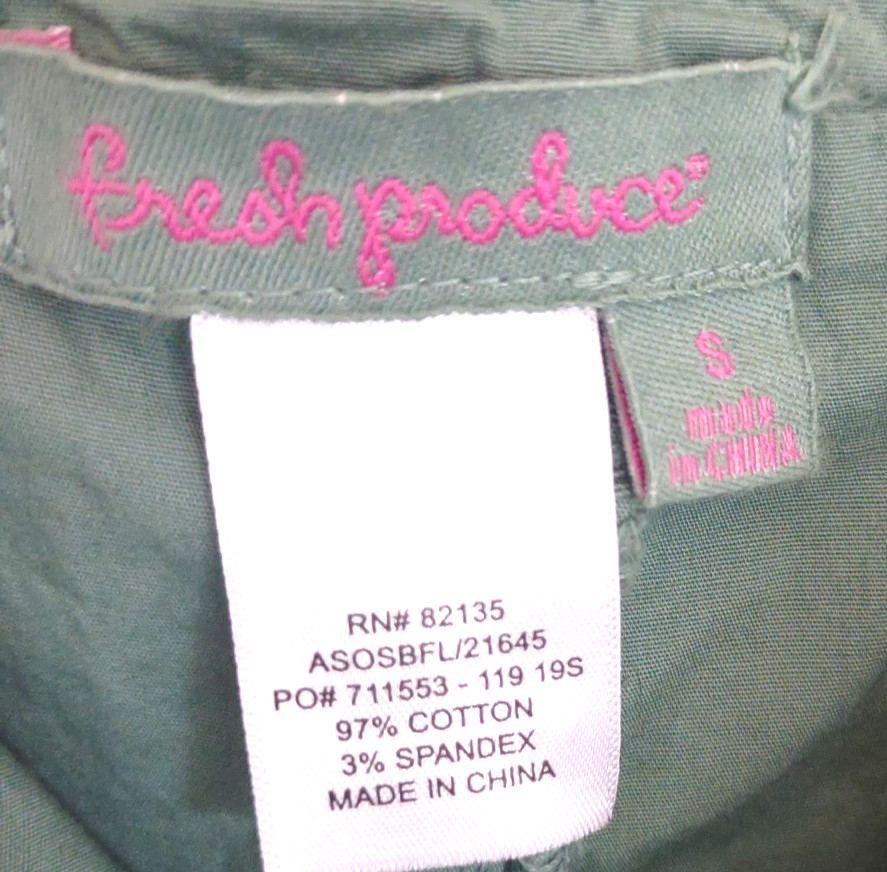 fresh produce®
S
made
in CHINA
RN# 82135
ASOSBFL/21645
PO# 711553 - 119 19S
97% COTTON
3% SPANDEX
MADE IN CHINA